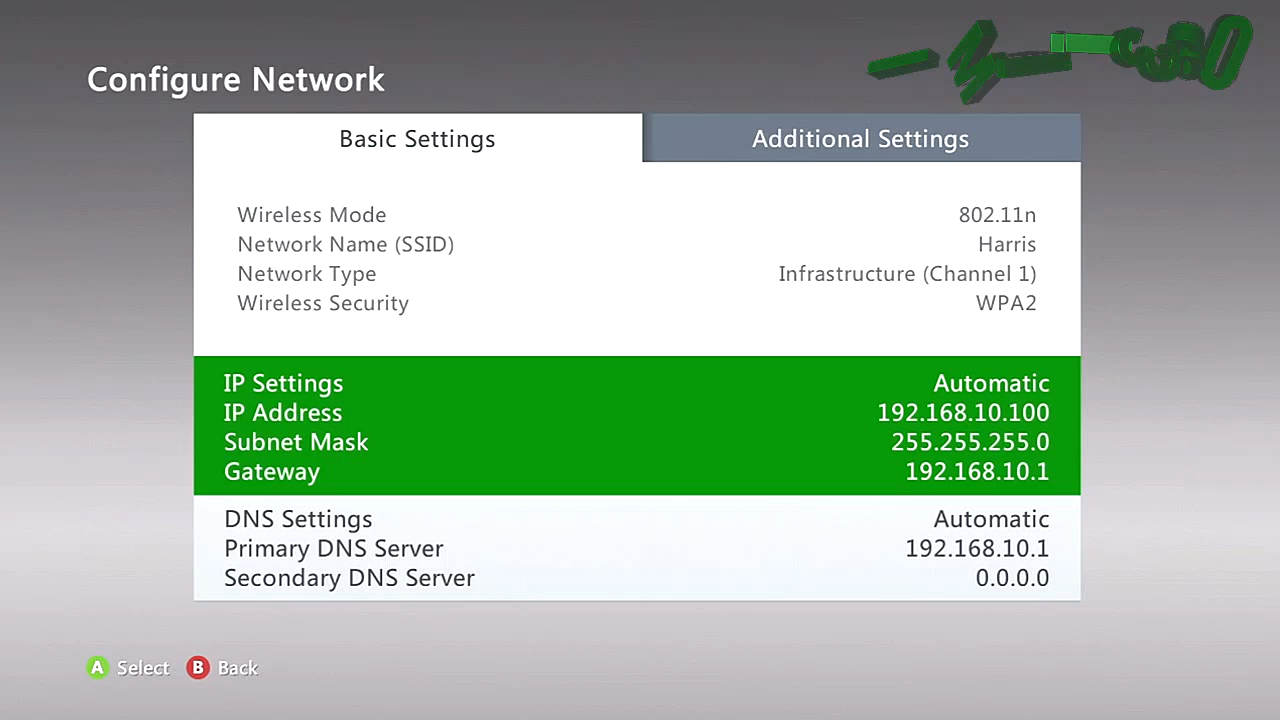 Configure Network
Basic Settings
Additional Settings
Wireless Mode 802.11n
Network Name (SSID) Harris
Network Type Infrastructure (Channel 1)
Wireless Security WPA2
IP Settings Automatic
IP Address 192.168.10.100
Subnet Mask 255.255.255.0
Gateway 192.168.10.1
DNS Settings Automatic
Primary DNS Server 192.168.10.1
Secondary DNS Server 0.0.0.0
A Select B Back